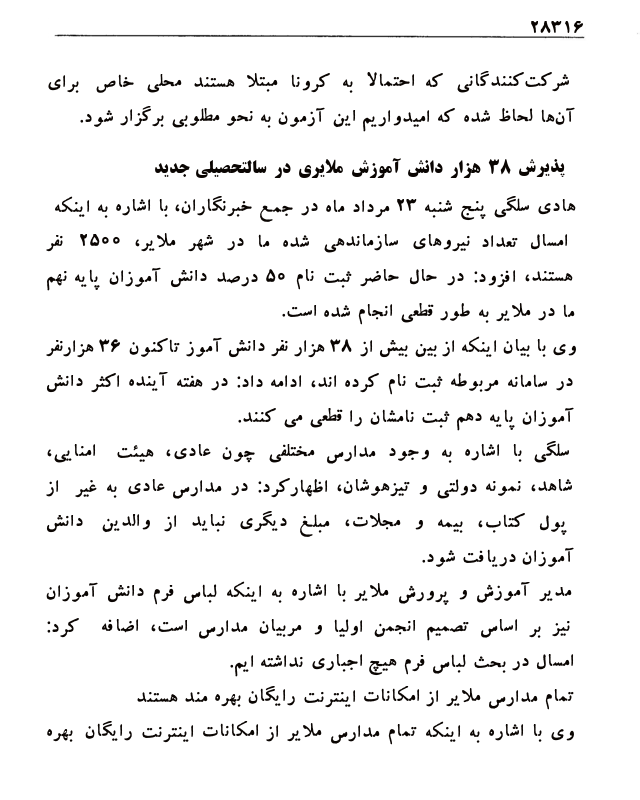 ۲۸۳۱۶
شرکت‌کنندگانی که احتمالا به کرونا مبتلا هستند محلی خاص برای
آن‌ها لحاظ شده که امیدواریم این آزمون به نحو مطلوبی برگزار شود.
پذیرش ۳۸ هزار دانش آموزش ملایری در سالتحصیلی جدید
هادی سلگی پنج شنبه ۲۳ مرداد ماه در جمع خبرنگاران، با اشاره به اینکه
امسال تعداد نیروهای سازماندهی شده ما در شهر ملایر، ۲۵۰۰ نفر
هستند، افزود: در حال حاضر ثبت نام ۵۰ درصد دانش آموزان پایه نهم
ما در ملایر به طور قطعی انجام شده است.
وی با بیان اینکه از بین بیش از ۳۸ هزار نفر دانش آموز تاکنون ۳۶ هزارنفر
در سامانه مربوطه ثبت نام کرده اند، ادامه داد: در هفته آینده اکثر دانش
آموزان پایه دهم ثبت نامشان را قطعی می کنند.
سلگی با اشاره به وجود مدارس مختلفی چون عادی، هیئت امنایی،
شاهد، نمونه دولتی و تیزهوشان، اظهارکرد: در مدارس عادی به غیر از
پول کتاب، بیمه و مجلات، مبلغ دیگری نباید از والدین دانش
آموزان دریافت شود.
مدیر آموزش و پرورش ملایر با اشاره به اینکه لباس فرم دانش آموزان
نیز بر اساس تصمیم انجمن اولیا و مربیان مدارس است، اضافه کرد:
امسال در بحث لباس فرم هیچ اجباری نداشته ایم.
تمام مدارس ملایر از امکانات اینترنت رایگان بهره مند هستند
وی با اشاره به اینکه تمام مدارس ملایر از امکانات اینترنت رایگان بهره